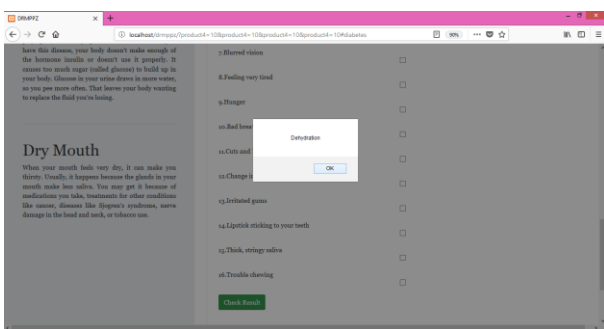 DRMPPZ
localhost/drmppz/?product4=10&product4=10&product4=10&product4=10#diabetes
90%
have this disease, your body doesn't make enough of
the hormone insulin or doesn't use it properly. It
causes too much sugar (called glucose) to build up in
your body. Glucose in your urine draws in more water,
so you pee more often. That leaves your body wanting
to replace the fluid you're losing.
Dry Mouth
When your mouth feels very dry, it can make you
thirsty. Usually, it happens because the glands in your
mouth make less saliva. You may get it because of
medications you take, treatments for other conditions
like cancer, diseases like Sjogren's syndrome, nerve
damage in the head and neck, or tobacco use.
7.Blurred vision
8.Feeling very tired
9.Hunger
10.Bad brea
11.Cuts and
12.Change i
13.Irritated gums
14.Lipstick sticking to your teeth
15.Thick, stringy saliva
16.Trouble chewing
Check Result
Dehydration
OK